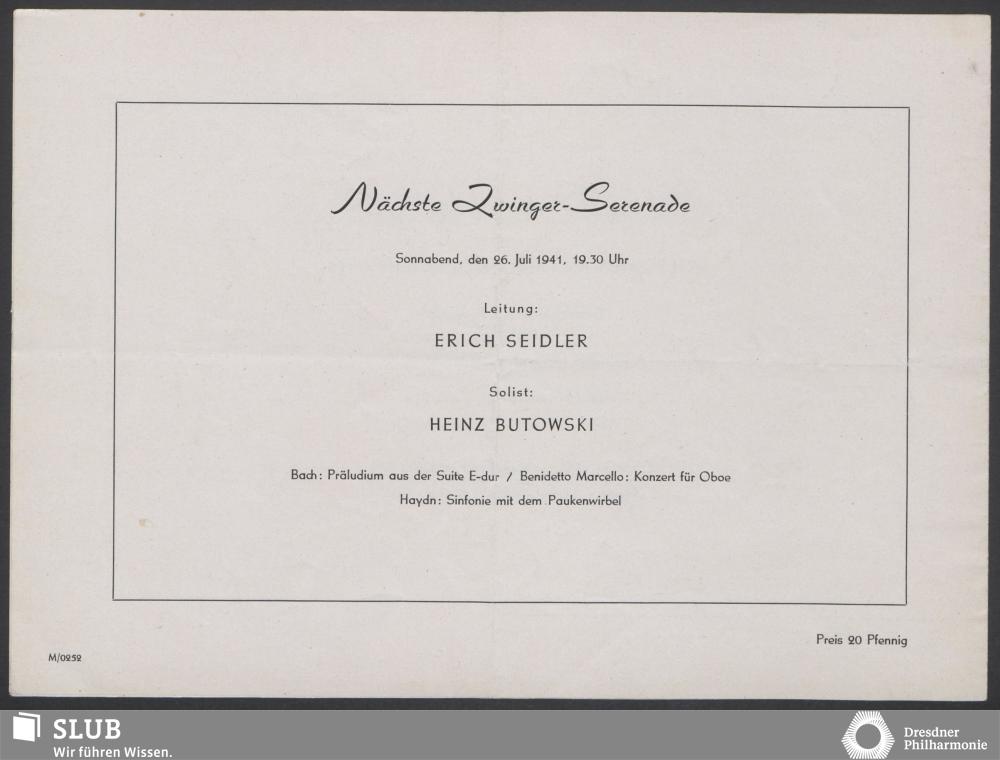 Nächste Zwinger-Serenade
Sonnabend, den 26. Juli 1941, 19.30 Uhr
Leitung:
ERICH SEIDLER
Solist:
HEINZ BUTOWSKI
Bach: Präludium aus der Suite E-dur / Benidetto Marcello: Konzert für Oboe
Haydn: Sinfonie mit dem Paukenwirbel
Preis 20 Pfennig
M/0252
SLUB
Wir führen Wissen.
Dresdner
Philharmonie